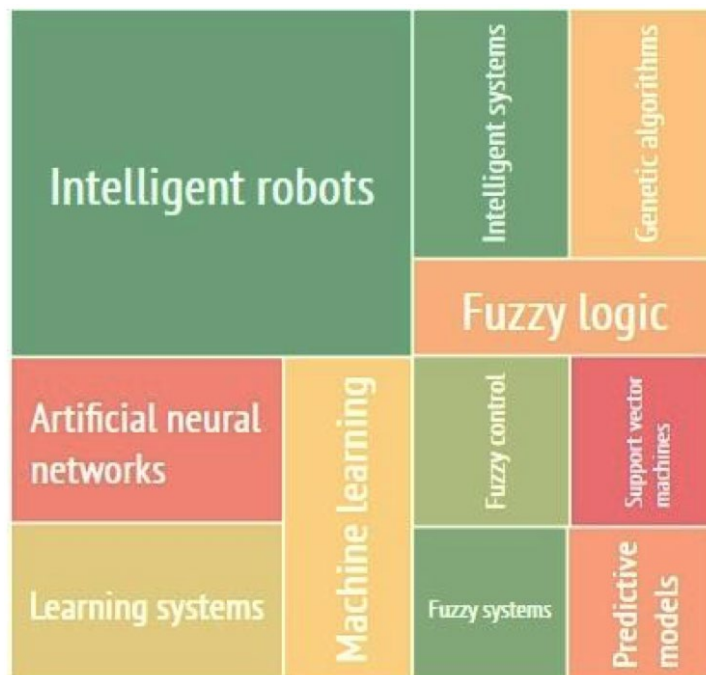 Intelligent robots
Intelligent systems
Genetic algorithms
Fuzzy logic
Artificial neural
networks
Machine learning
Learning systems
Fuzzy control
Support vector
machines
Fuzzy systems
Predictive
models